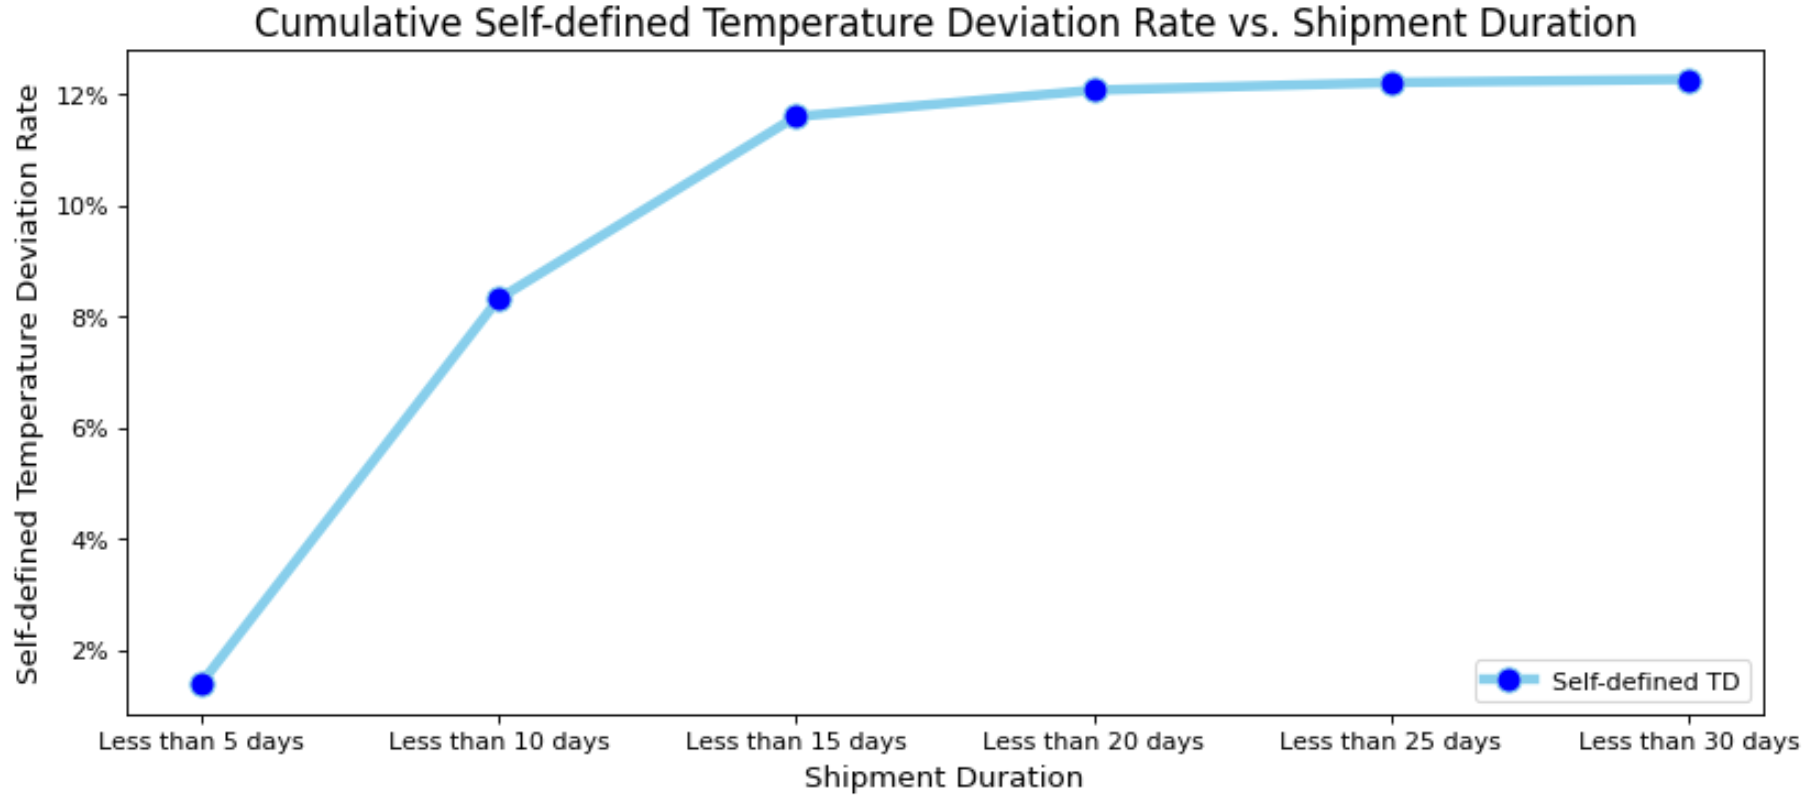 Cumulative Self-defined Temperature Deviation Rate vs. Shipment Duration
Self-defined Temperature Deviation Rate
12%
10%
8%
6%
4%
2%
Self-defined TD
Less than 5 days
Less than 10 days
Less than 15 days
Less than 20 days
Less than 25 days
Less than 30 days
Shipment Duration